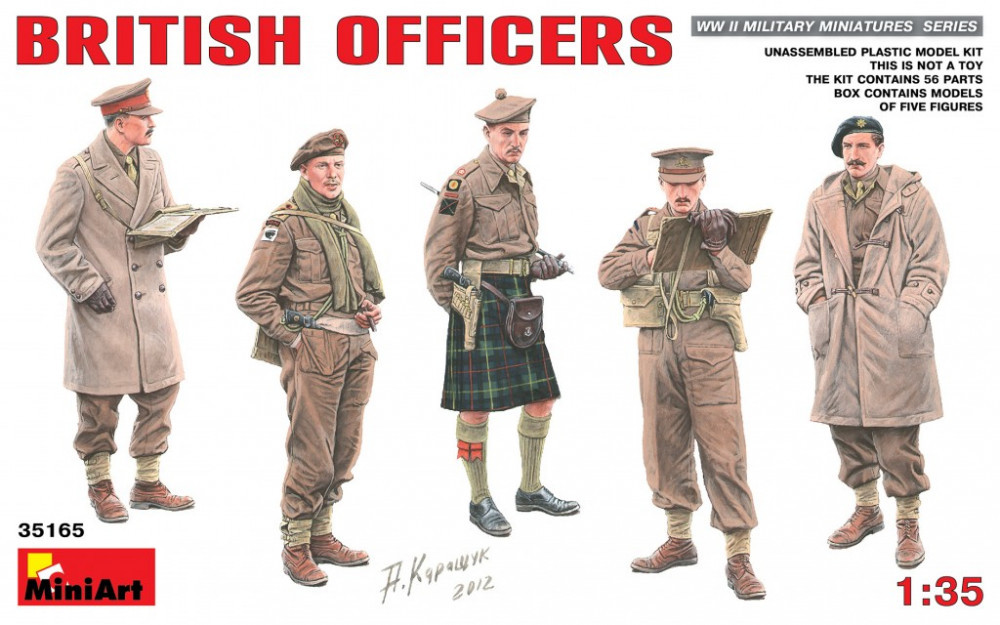 BRITISH OFFICERS
WW II MILITARY MINIATURES SERIES
UNASSEMBLED PLASTIC MODEL KIT
THIS IS NOT A TOY
THE KIT CONTAINS 56 PARTS
BOX CONTAINS MODELS
OF FIVE FIGURES
35165
MiniArt
А. Каращук
2012
1:35